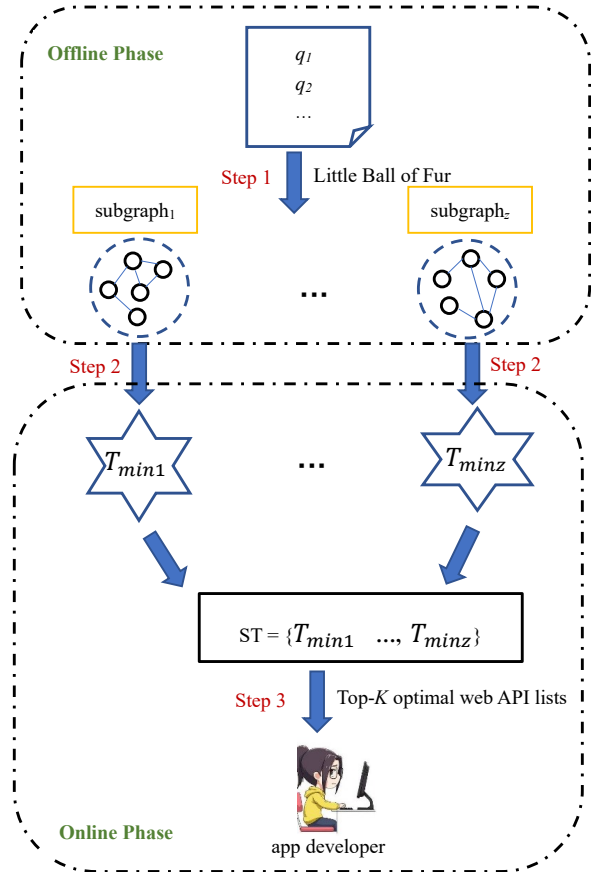 Offline Phase
q1
q2
...
Step 1
Little Ball of Fur
subgraph1
subgraphz
...
Step 2
Step 2
Tmin1
...
Tminz
ST = {Tmin1 ..., Tminz}
Step 3
Top-K optimal web API lists
app developer
Online Phase